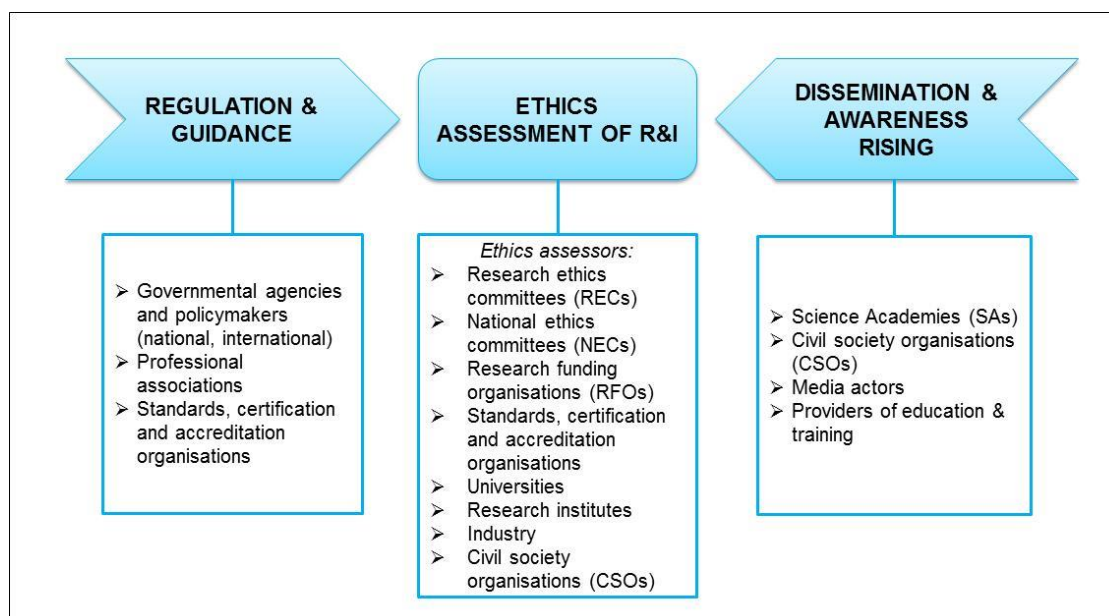 REGULATION &
GUIDANCE
ETHICS
ASSESSMENT OF R&I
DISSEMINATION &
AWARENESS
RISING
➤ Governmental agencies
and policymakers
(national, international)
➤ Professional
associations
➤ Standards, certification
and accreditation
organisations
Ethics assessors:
➤ Research ethics
committees (RECs)
➤ National ethics
committees (NECs)
➤ Research funding
organisations (RFOs)
➤ Standards, certification
and accreditation
organisations
➤ Universities
➤ Research institutes
➤ Industry
➤ Civil society
organisations (CSOs)
➤ Science Academies (SAs)
➤ Civil society organisations
(CSOs)
➤ Media actors
➤ Providers of education &
training